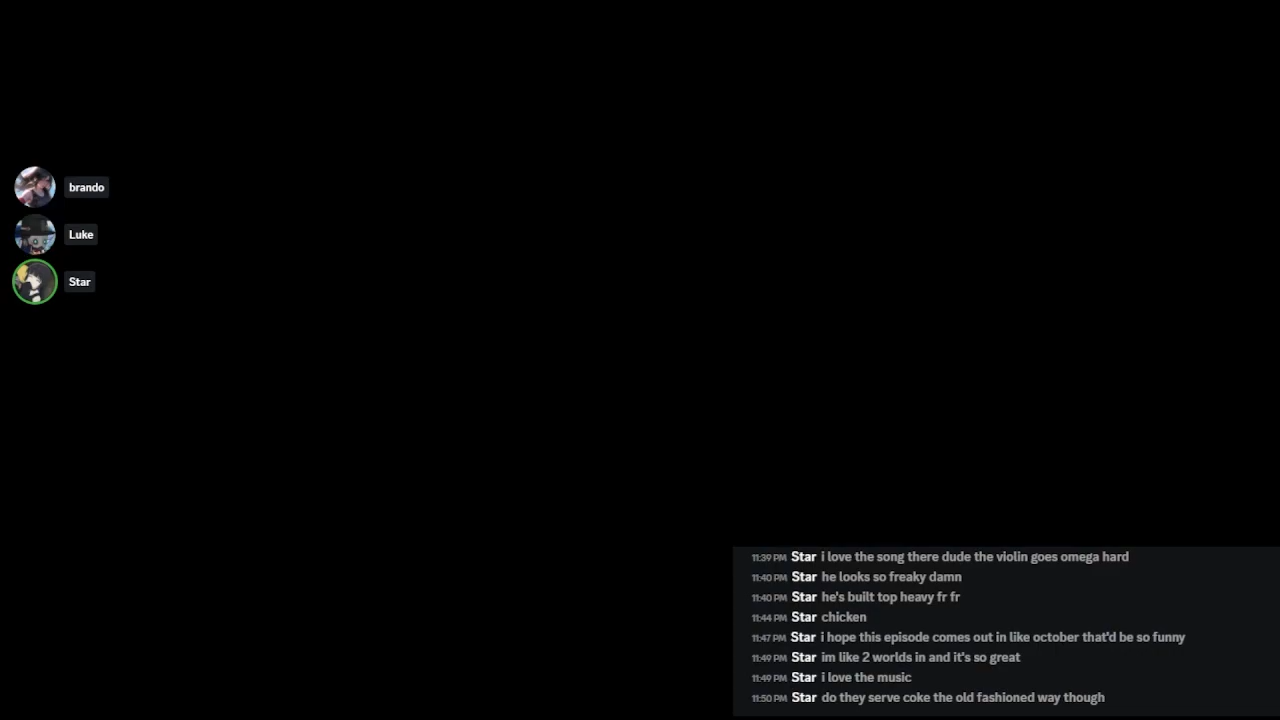 brando
Luke
Star
11:39 PM Star i love the song there dude the violin goes omega hard
11:40 PM Star he looks so freaky damn
11:40 PM Star he's built top heavy fr fr
11:44 PM Star chicken
11:47 PM Star i hope this episode comes out in like october that'd be so funny
11:49 PM Star im like 2 worlds in and it's so great
11:49 PM Star i love the music
11:50 PM Star do they serve coke the old fashioned way though